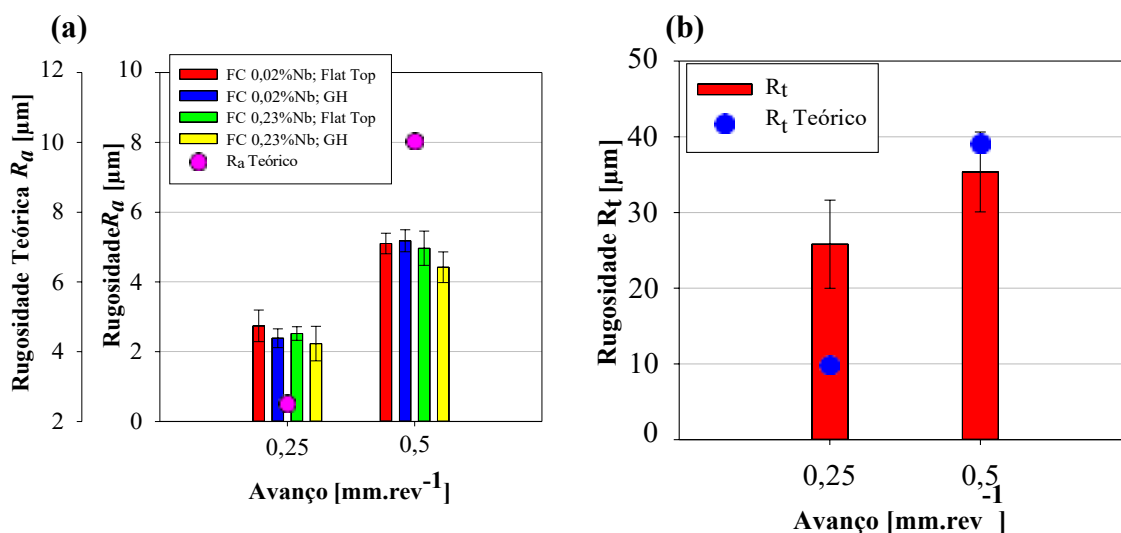 (a)
Rugosidade Teórica Ra [µm]
12
10
8
6
4
2
Rugosidade Ra [µm]
10
8
6
4
2
0
FC 0,02%Nb; Flat Top
FC 0,02%Nb; GH
FC 0,23%Nb; Flat Top
FC 0,23%Nb; GH
Ra Teórico
0,25
0,5
Avanço [mm.rev-1]
(b)
Rugosidade Rt [µm]
50
40
30
20
10
0
Rt
Rt Teórico
0,25
0,5
Avanço [mm.rev-1]